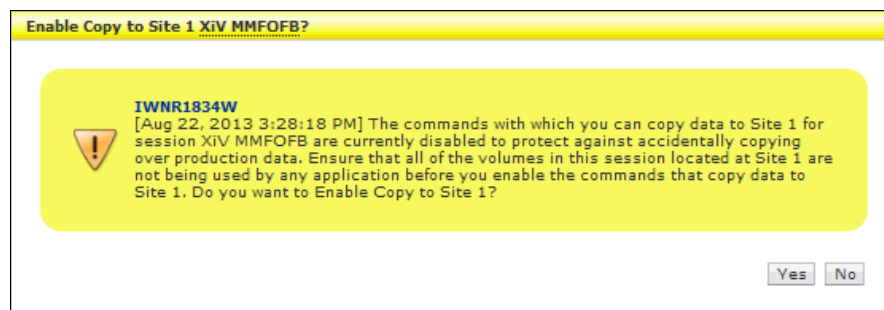 Enable Copy to Site 1 XiV MMFOFB?
IWNR1834W
[Aug 22, 2013 3:28:18 PM] The commands with which you can copy data to Site 1 for
session XiV MMFOFB are currently disabled to protect against accidentally copying
over production data. Ensure that all of the volumes in this session located at Site 1 are
not being used by any application before you enable the commands that copy data to
Site 1. Do you want to Enable Copy to Site 1?
Yes No